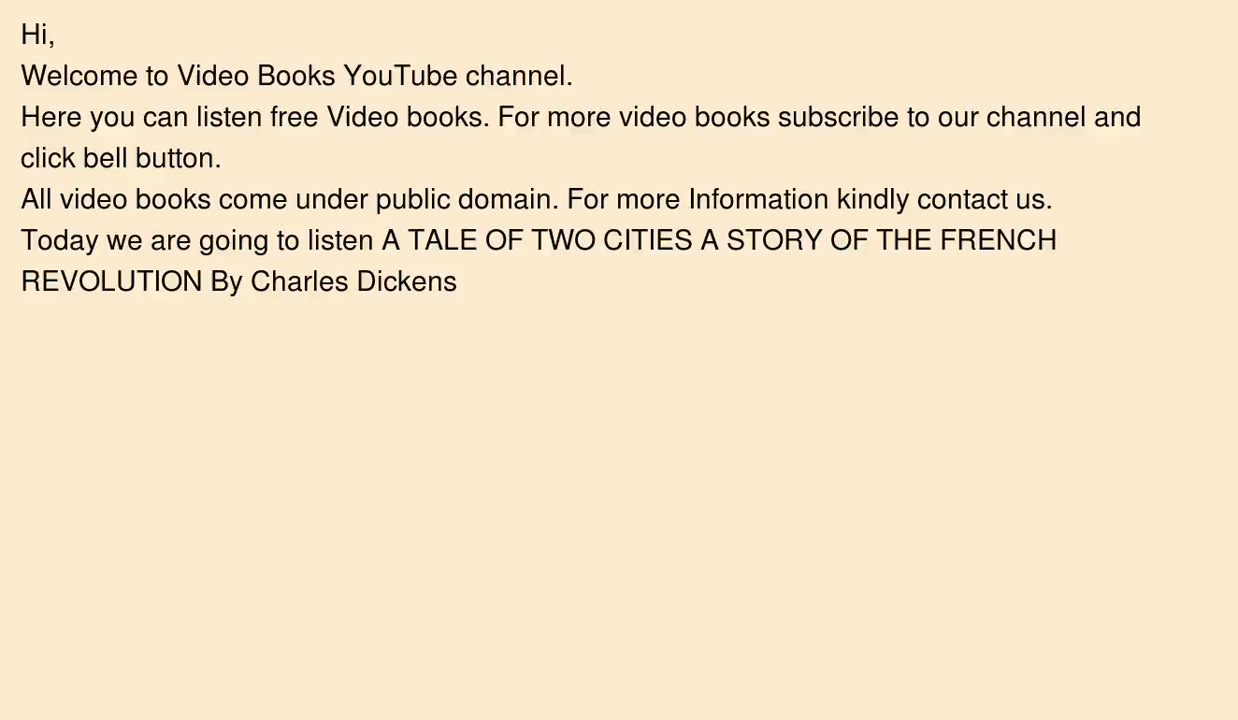 Hi,
Welcome to Video Books YouTube channel.
Here you can listen free Video books. For more video books subscribe to our channel and
click bell button.
All video books come under public domain. For more Information kindly contact us.
Today we are going to listen A TALE OF TWO CITIES A STORY OF THE FRENCH
REVOLUTION By Charles Dickens